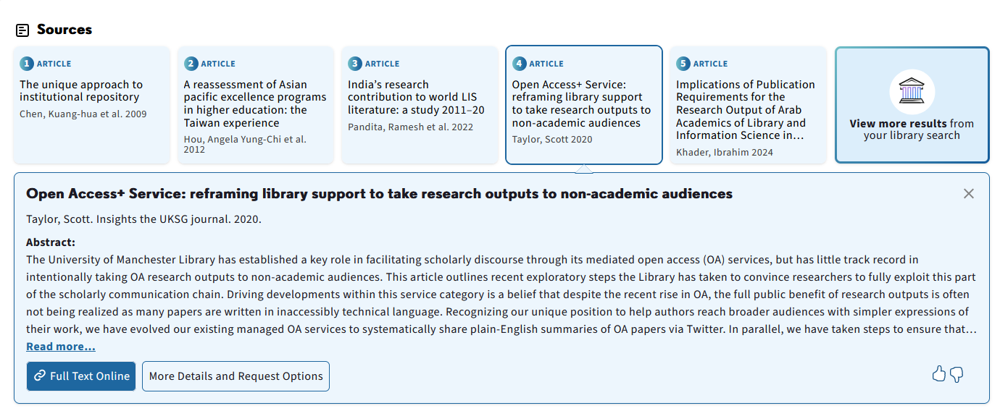 Sources
1 ARTICLE
The unique approach to
institutional repository
Chen, Kuang-hua et al. 2009
2 ARTICLE
A reassessment of Asian
pacific excellence programs
in higher education: the
Taiwan experience
Hou, Angela Yung-Chi et al.
2012
3 ARTICLE
India’s research
contribution to world LIS
literature: a study 2011–20
Pandita, Ramesh et al. 2022
4 ARTICLE
Open Access+ Service:
reframing library support
to take research outputs to
non-academic audiences
Taylor, Scott 2020
5 ARTICLE
Implications of Publication
Requirements for the
Research Output of Arab
Academics of Library and
Information Science in…
Khader, Ibrahim 2024
View more results from
your library search
Open Access+ Service: reframing library support to take research outputs to non-academic audiences
Taylor, Scott. Insights the UKSG journal. 2020.
Abstract:
The University of Manchester Library has established a key role in facilitating scholarly discourse through its mediated open access (OA) services, but has little track record in
intentionally taking OA research outputs to non-academic audiences. This article outlines recent exploratory steps the Library has taken to convince researchers to fully exploit this part
of the scholarly communication chain. Driving developments within this service category is a belief that despite the recent rise in OA, the full public benefit of research outputs is often
not being realized as many papers are written in inaccessibly technical language. Recognizing our unique position to help authors reach broader audiences with simpler expressions of
their work, we have evolved our existing managed OA services to systematically share plain-English summaries of OA papers via Twitter. In parallel, we have taken steps to ensure that…
Read more…
Full Text Online
More Details and Request Options